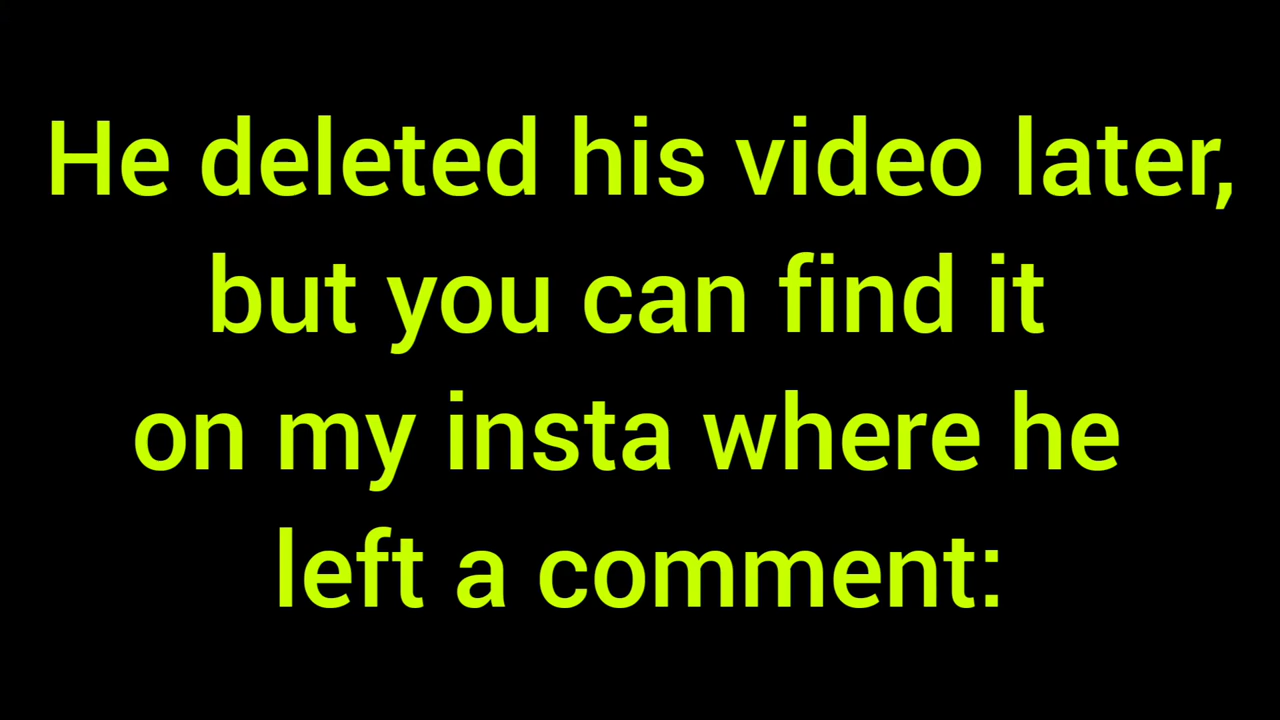 He deleted his video later,
but you can find it
on my insta where he
left a comment: